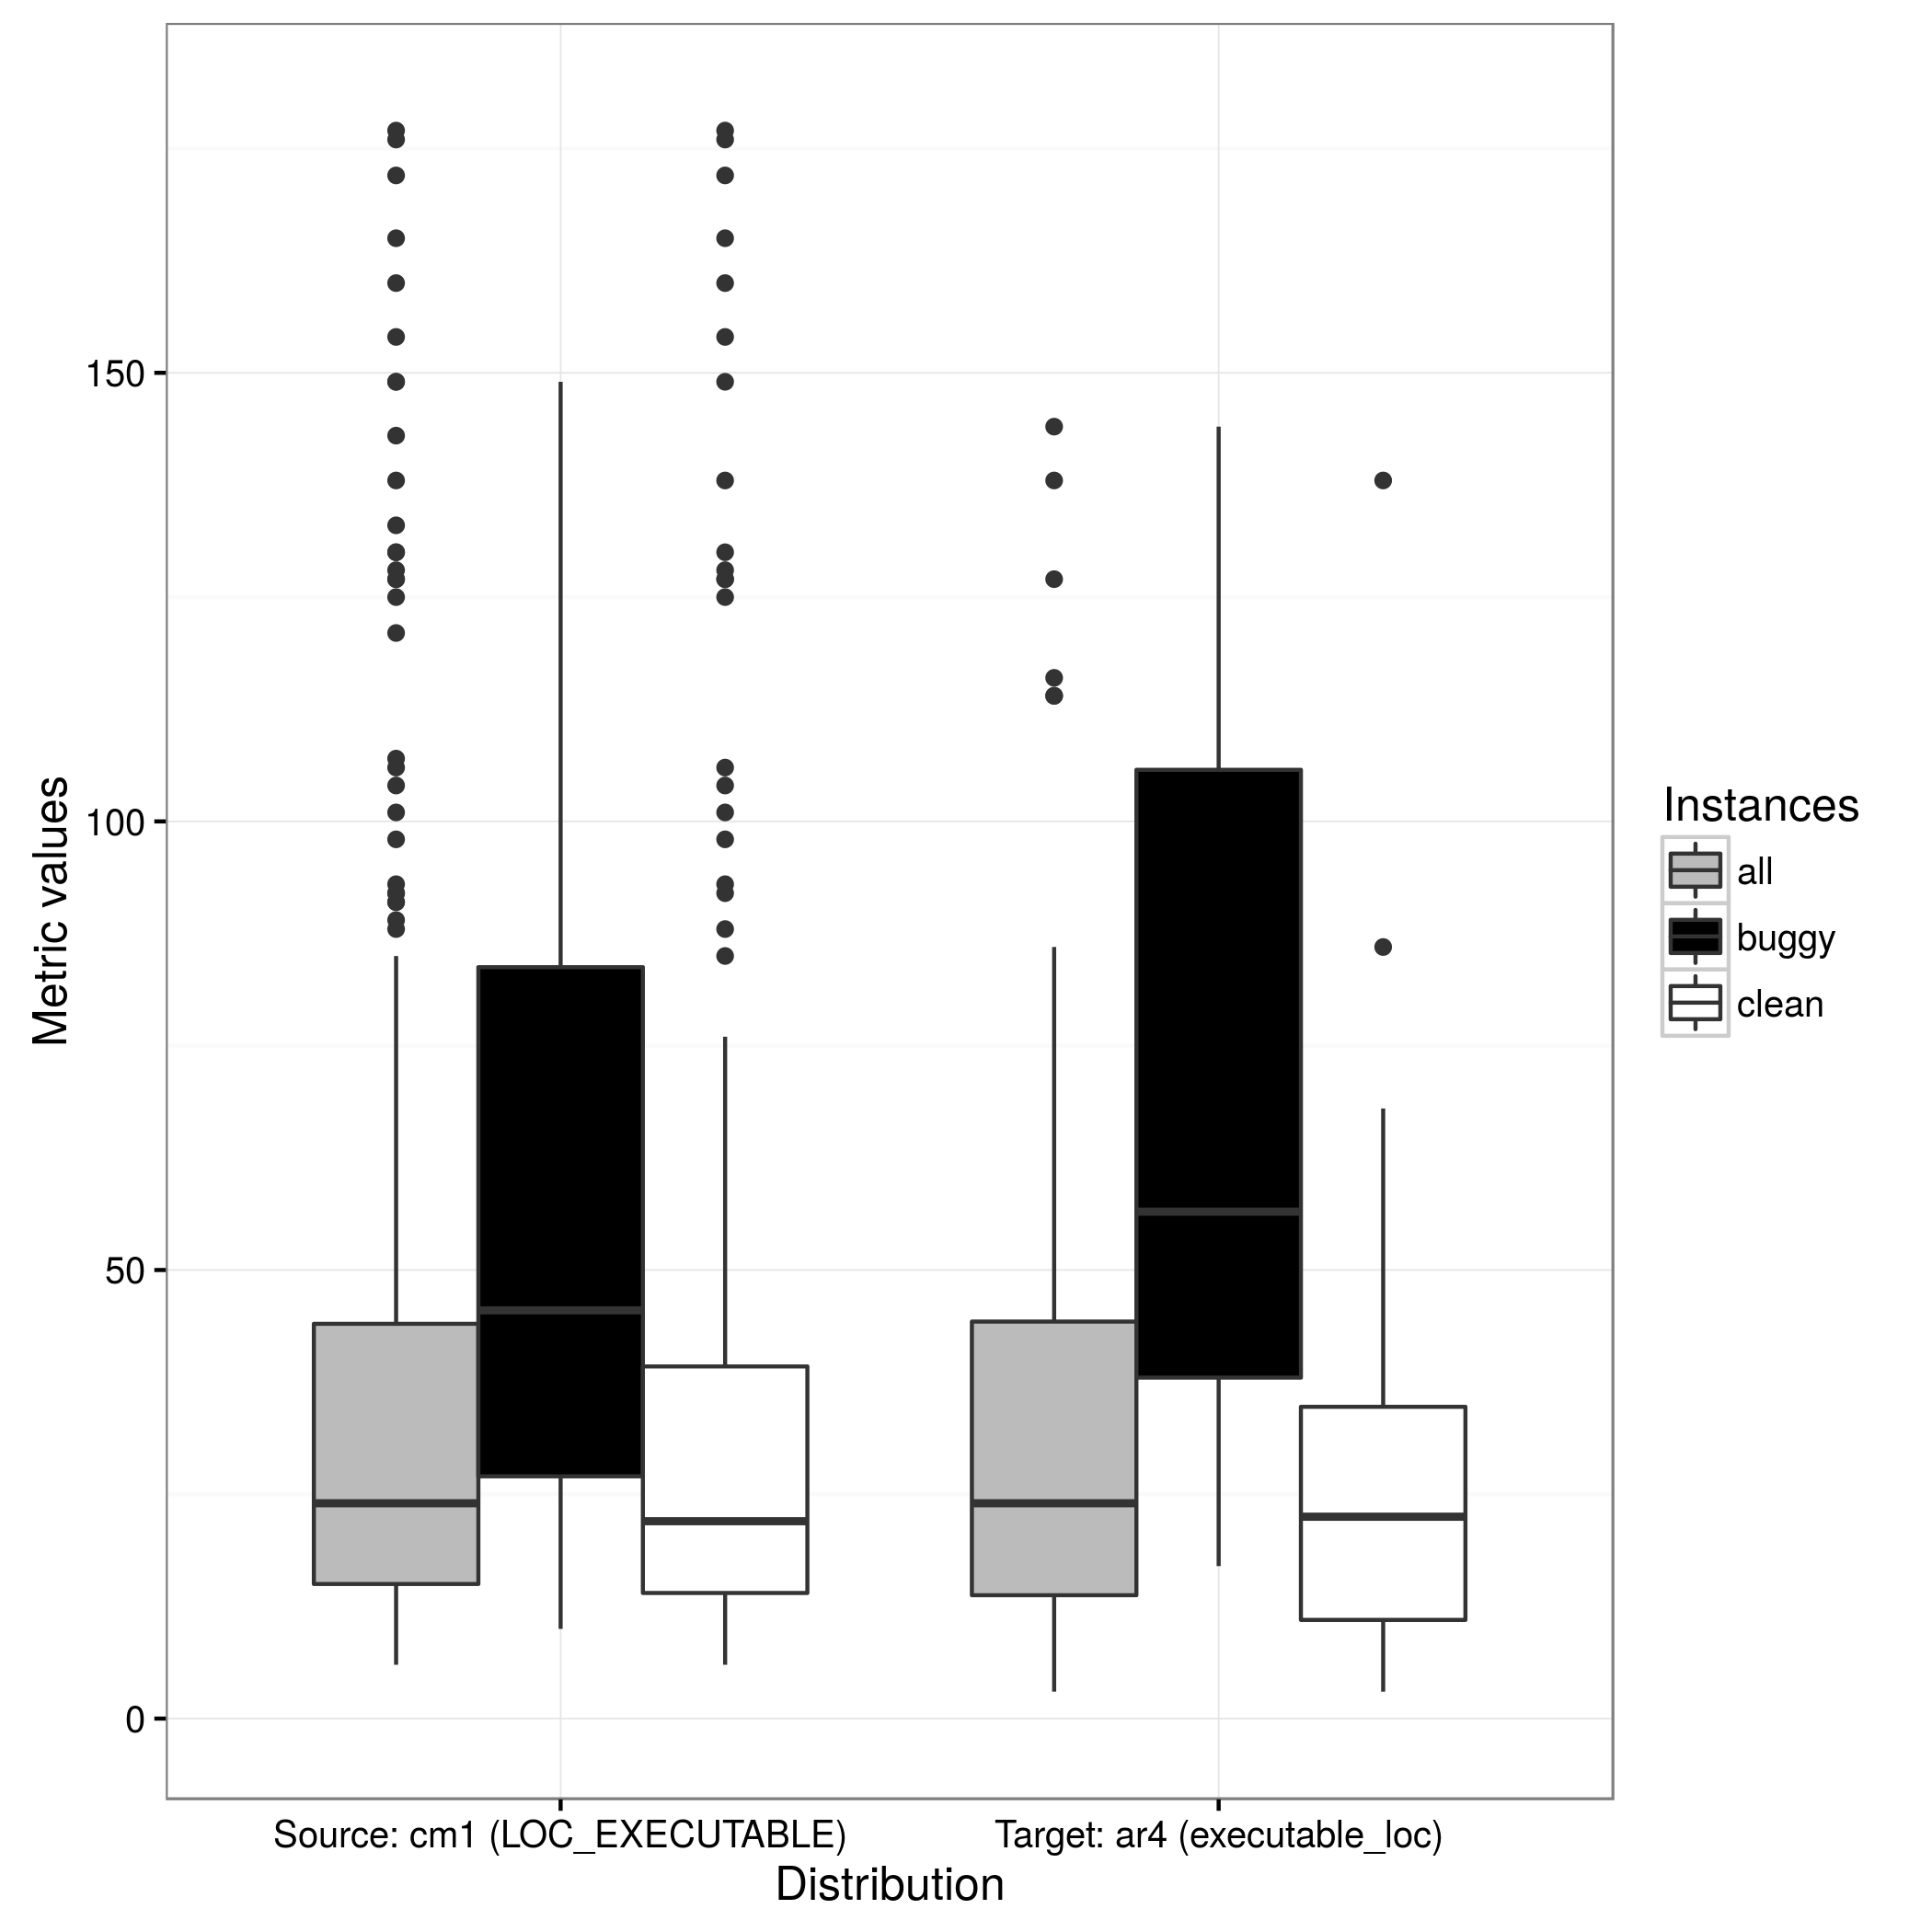 150
100
50
0
Metric values
Source: cm1 (LOC_EXECUTABLE)
Target: ar4 (executable_loc)
Distribution
Instances
all
buggy
clean